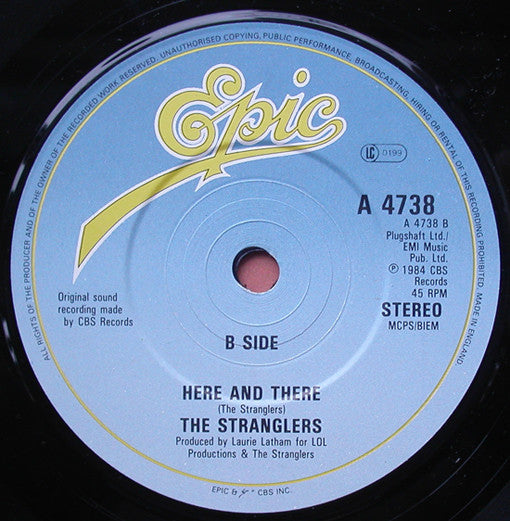 ALL RIGHTS OF THE PRODUCER AND OF THE OWNER OF THE RECORDED WORK RESERVED. UNAUTHORISED COPYING, PUBLIC PERFORMANCE, BROADCASTING, HIRING OR RENTAL OF THIS RECORDING PROHIBITED. MADE IN ENGLAND.
Epic
LC 0199
A 4738
A 4738 B
Plugshaft Ltd./
EMI Music
Pub. Ltd.
℗ 1984 CBS
Records
45 RPM
STEREO
MCPS/BIEM
Original sound
recording made
by CBS Records
B SIDE
HERE AND THERE
(The Stranglers)
THE STRANGLERS
Produced by Laurie Latham for LOL
Productions & The Stranglers
EPIC & CBS INC.